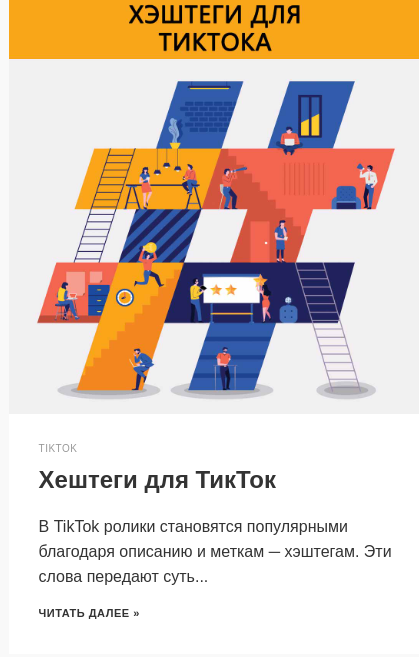 ХЭШТЕГИ ДЛЯ
ТИКТОКА
TIKTOK
Хештеги для ТикТок
В TikTok ролики становятся популярными
благодаря описанию и меткам — хэштегам. Эти
слова передают суть...
ЧИТАТЬ ДАЛЕЕ »